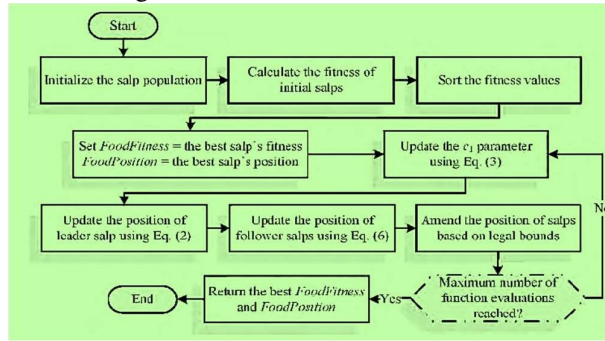 Start
Initialize the salp population
Calculate the fitness of
initial salps
Sort the fitness values
Set FoodFitness = the best salp's fitness
FoodPosition = the best salp's position
Update the c1 parameter
using Eq. (3)
Update the position of
leader salp using Eq. (2)
Update the position of
follower salps using Eq. (6)
Amend the position of salps
based on legal bounds
Maximum number of
function evaluations
reached?
Yes
Return the best FoodFitness
and FoodPosition
End